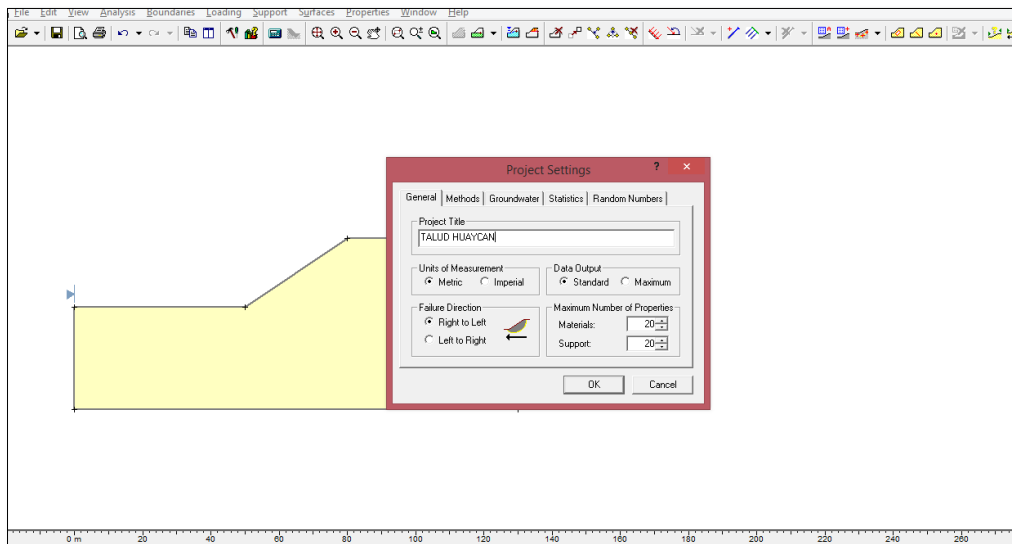 File Edit View Analysis Boundaries Loading Support Surfaces Properties Window Help
Project Settings ? ×
General Methods Groundwater Statistics Random Numbers
Project Title
TALUD HUAYCAN
Units of Measurement
Metric Imperial
Data Output
Standard Maximum
Failure Direction
Right to Left
Left to Right
Maximum Number of Properties
Materials: 20
Support: 20
OK Cancel
0 m 20 40 60 80 100 120 140 160 180 200 220 240 260